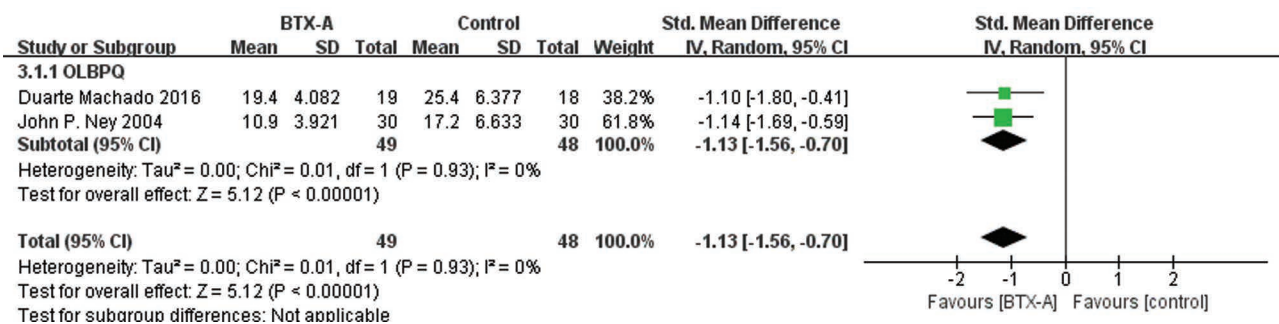 BTX-A Control Std. Mean Difference Std. Mean Difference
Study or Subgroup Mean SD Total Mean SD Total Weight IV, Random, 95% CI IV, Random, 95% CI
3.1.1 OLBPQ
Duarte Machado 2016 19.4 4.082 19 25.4 6.377 18 38.2% -1.10 [-1.80, -0.41]
John P. Ney 2004 10.9 3.921 30 17.2 6.633 30 61.8% -1.14 [-1.69, -0.59]
Subtotal (95% CI) 49 48 100.0% -1.13 [-1.56, -0.70]
Heterogeneity: Tau² = 0.00; Chi² = 0.01, df = 1 (P = 0.93); I² = 0%
Test for overall effect: Z = 5.12 (P < 0.00001)
Total (95% CI) 49 48 100.0% -1.13 [-1.56, -0.70]
Heterogeneity: Tau² = 0.00; Chi² = 0.01, df = 1 (P = 0.93); I² = 0%
Test for overall effect: Z = 5.12 (P < 0.00001)
Test for subgroup differences: Not applicable
-2 -1 0 1 2
Favours [BTX-A] Favours [control]